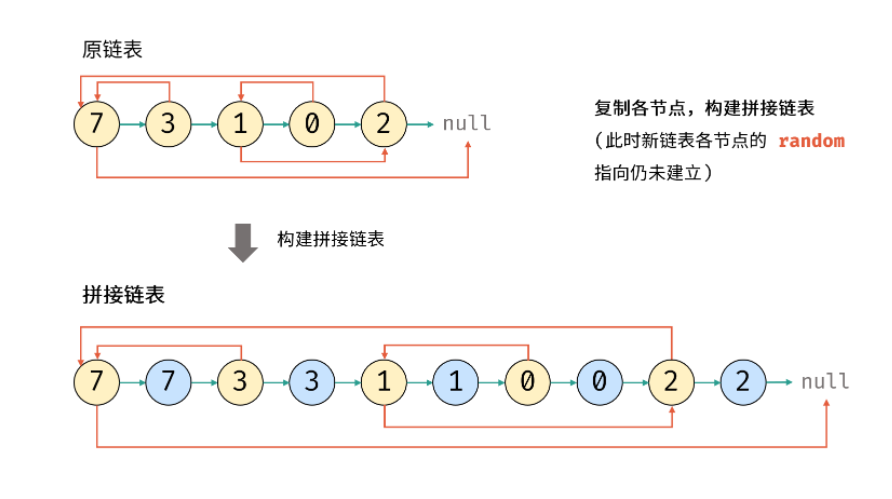 原链表
7 3 1 0 2 null
复制各节点，构建拼接链表
(此时新链表各节点的 random
指向仍未建立)
构建拼接链表
拼接链表
7 7 3 3 1 1 0 0 2 2 null